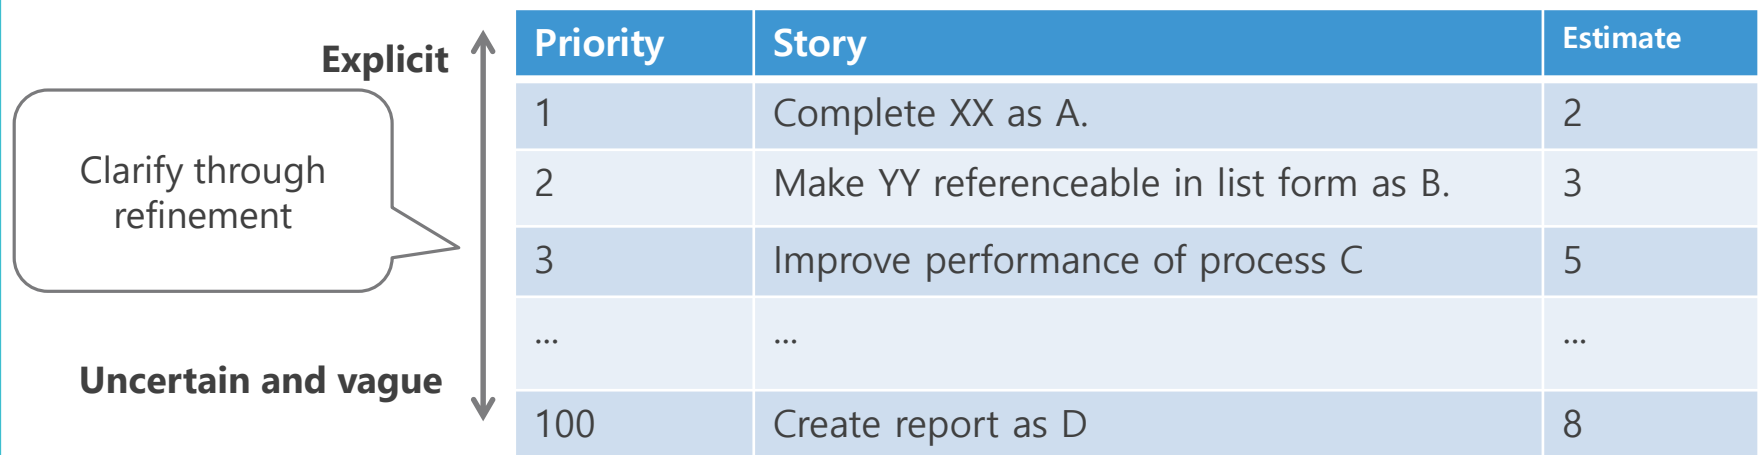 Explicit
Clarify through
refinement
Uncertain and vague
Priority Story Estimate
1 Complete XX as A. 2
2 Make YY referenceable in list form as B. 3
3 Improve performance of process C 5
... ... ...
100 Create report as D 8